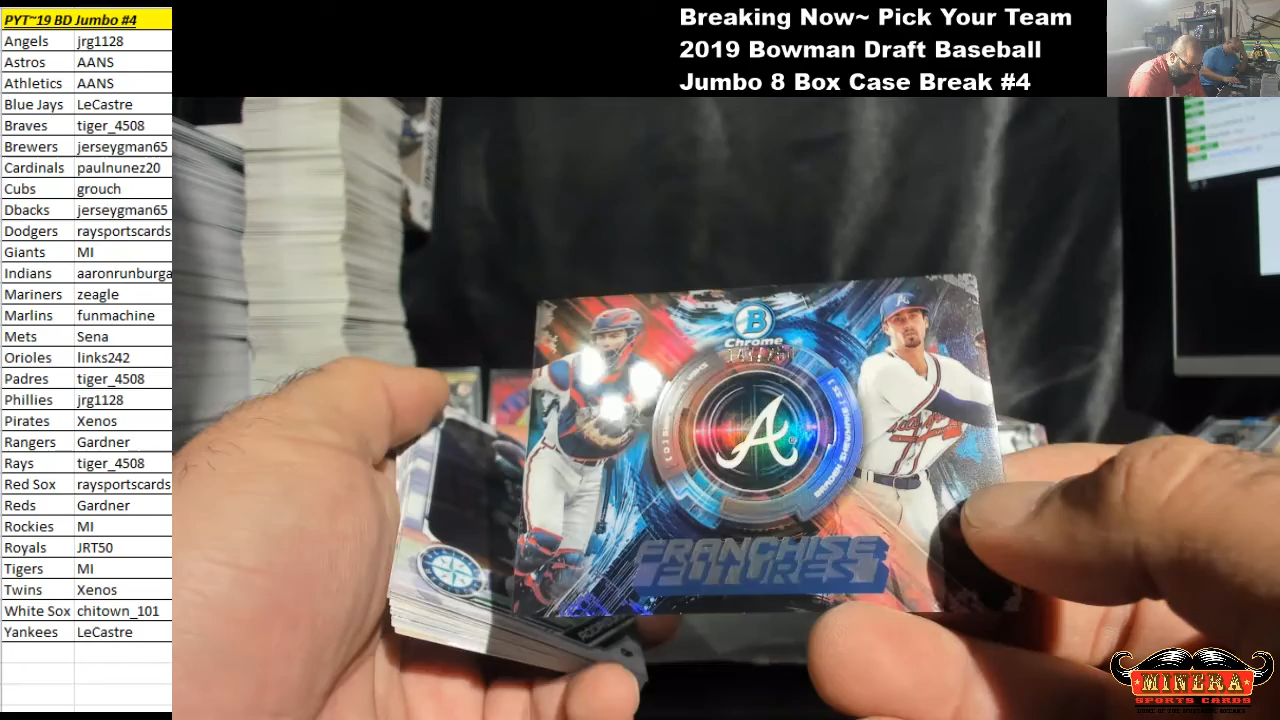 PYT~19 BD Jumbo #4
Angels jrg1128
Astros AANS
Athletics AANS
Blue Jays LeCastre
Braves tiger_4508
Brewers jerseygman65
Cardinals paulnunez20
Cubs grouch
Dbacks jerseygman65
Dodgers raysportscards
Giants MI
Indians aaronrunburga
Mariners zeagle
Marlins funmachine
Mets Sena
Orioles links242
Padres tiger_4508
Phillies jrg1128
Pirates Xenos
Rangers Gardner
Rays tiger_4508
Red Sox raysportscards
Reds Gardner
Rockies MI
Royals JRT50
Tigers MI
Twins Xenos
White Sox chitown_101
Yankees LeCastre
Breaking Now~ Pick Your Team
2019 Bowman Draft Baseball
Jumbo 8 Box Case Break #4
B
Chrome
A
BRADEN SHEWMAKE [SS]
Braves
FRANCHISE
FUTURES
MINERA
SPORTS CARDS